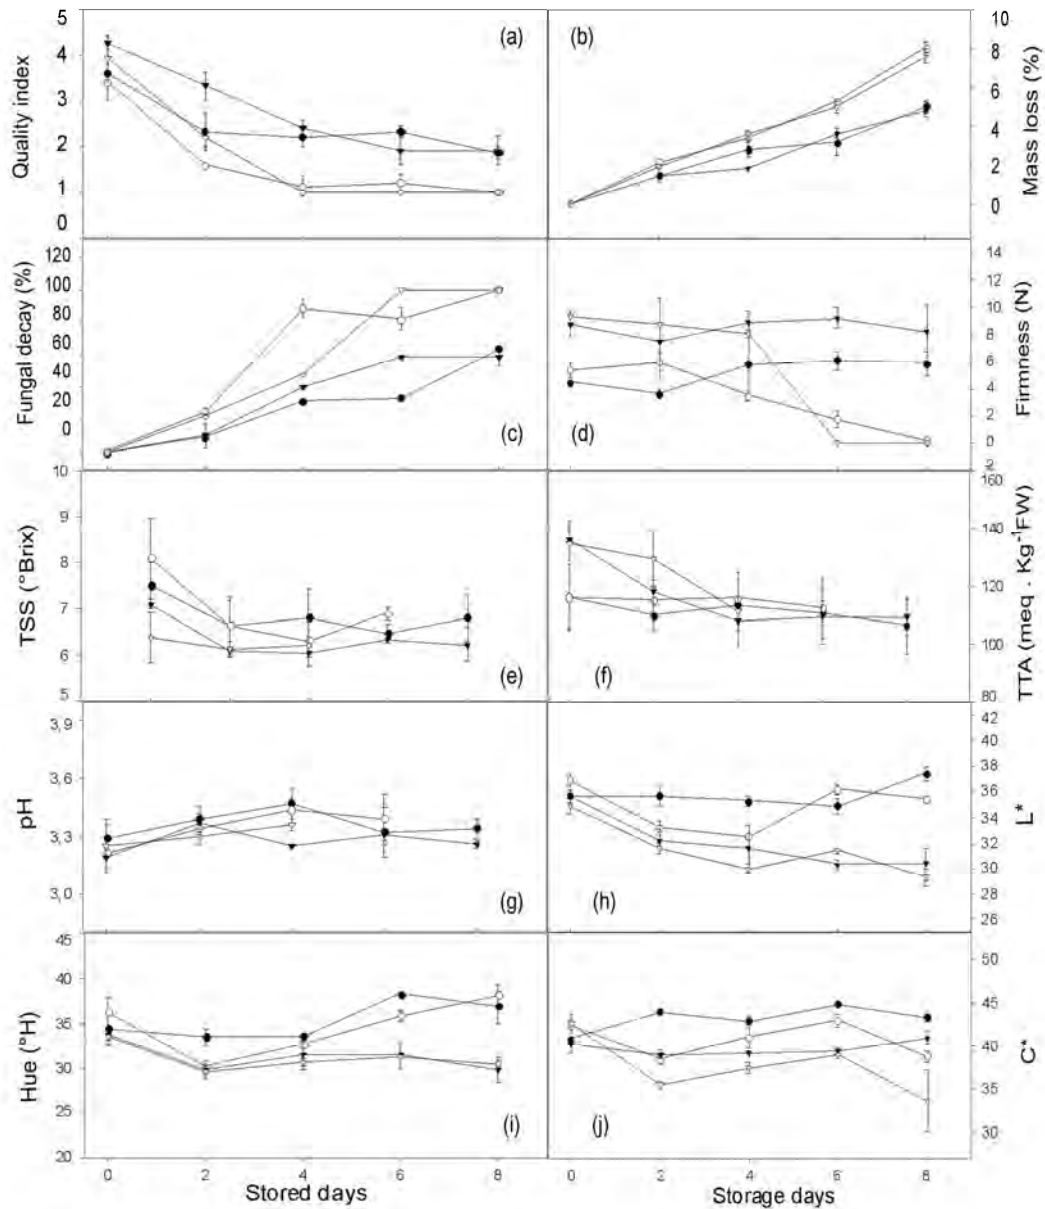 5
4
3
2
1
0
Quality index
(a)
(b)
10
8
6
4
2
0
Mass loss (%)
120
100
80
60
40
20
0
Fungal decay (%)
(c)
(d)
14
12
10
8
6
4
2
0
2
Firmness (N)
10
9
8
7
6
5
TSS (°Brix)
(e)
(f)
160
140
120
100
80
TTA (meq . Kg⁻¹FW)
3,9
3,6
3,3
3,0
pH
(g)
(h)
42
40
38
36
34
32
30
28
26
L*
45
40
35
30
25
20
Hue (°H)
(i)
(j)
50
45
40
35
30
C*
0 2 4 6 8
Stored days
0 2 4 6 8
Storage days